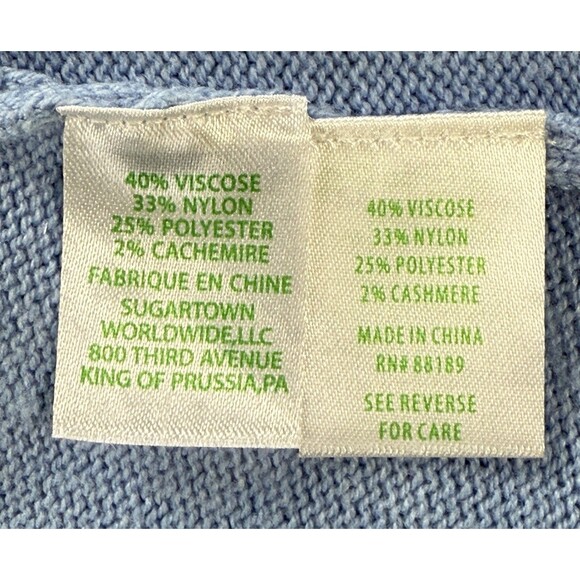 40% VISCOSE
33% NYLON
25% POLYESTER
2% CACHEMIRE
FABRIQUE EN CHINE
SUGARTOWN
WORLDWIDE,LLC
800 THIRD AVENUE
KING OF PRUSSIA,PA
40% VISCOSE
33% NYLON
25% POLYESTER
2% CASHMERE
MADE IN CHINA
RN# 88189
SEE REVERSE
FOR CARE